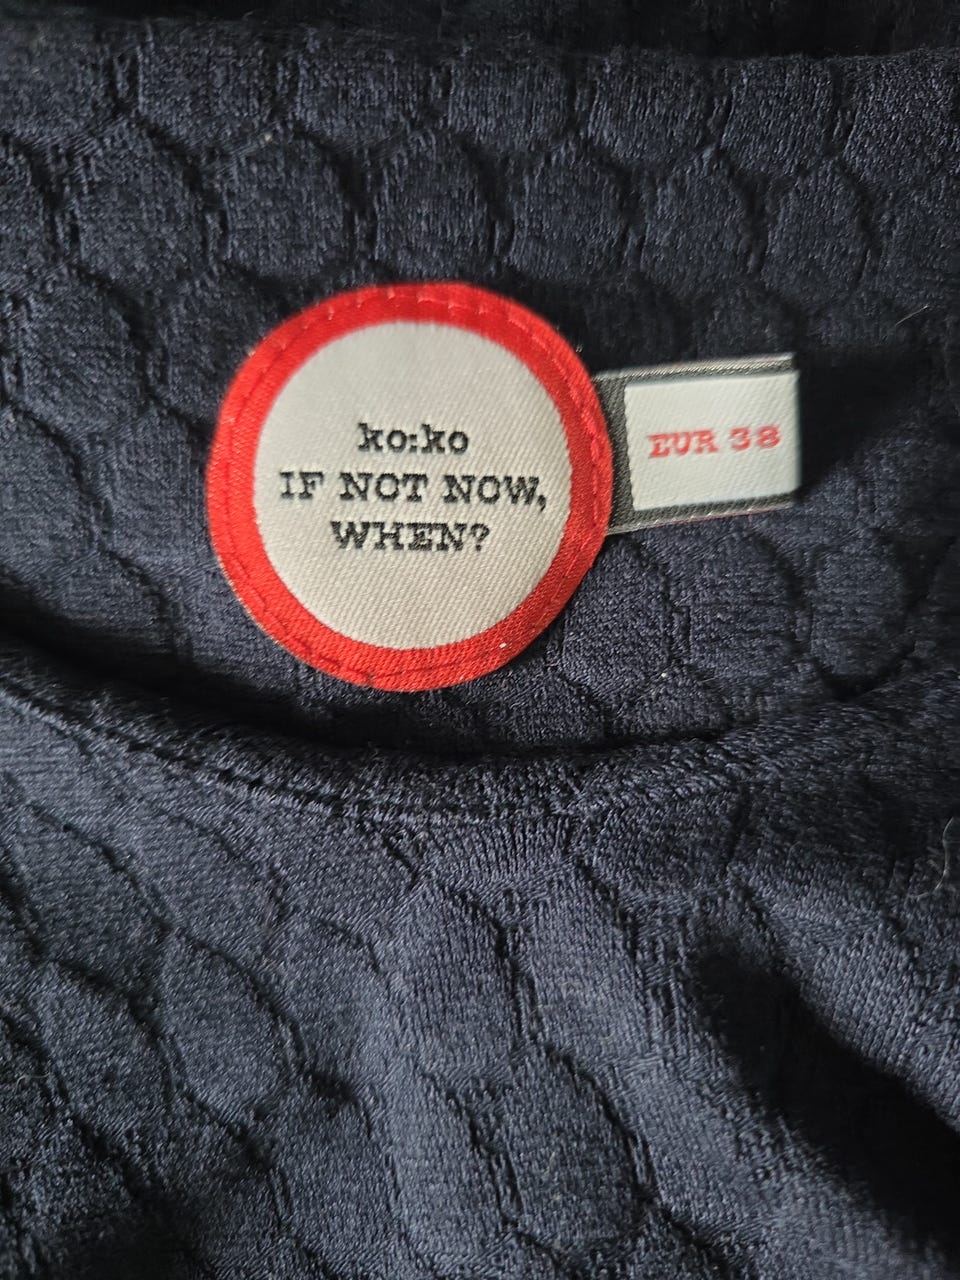 ko:ko
IF NOT NOW,
WHEN?
EUR 38